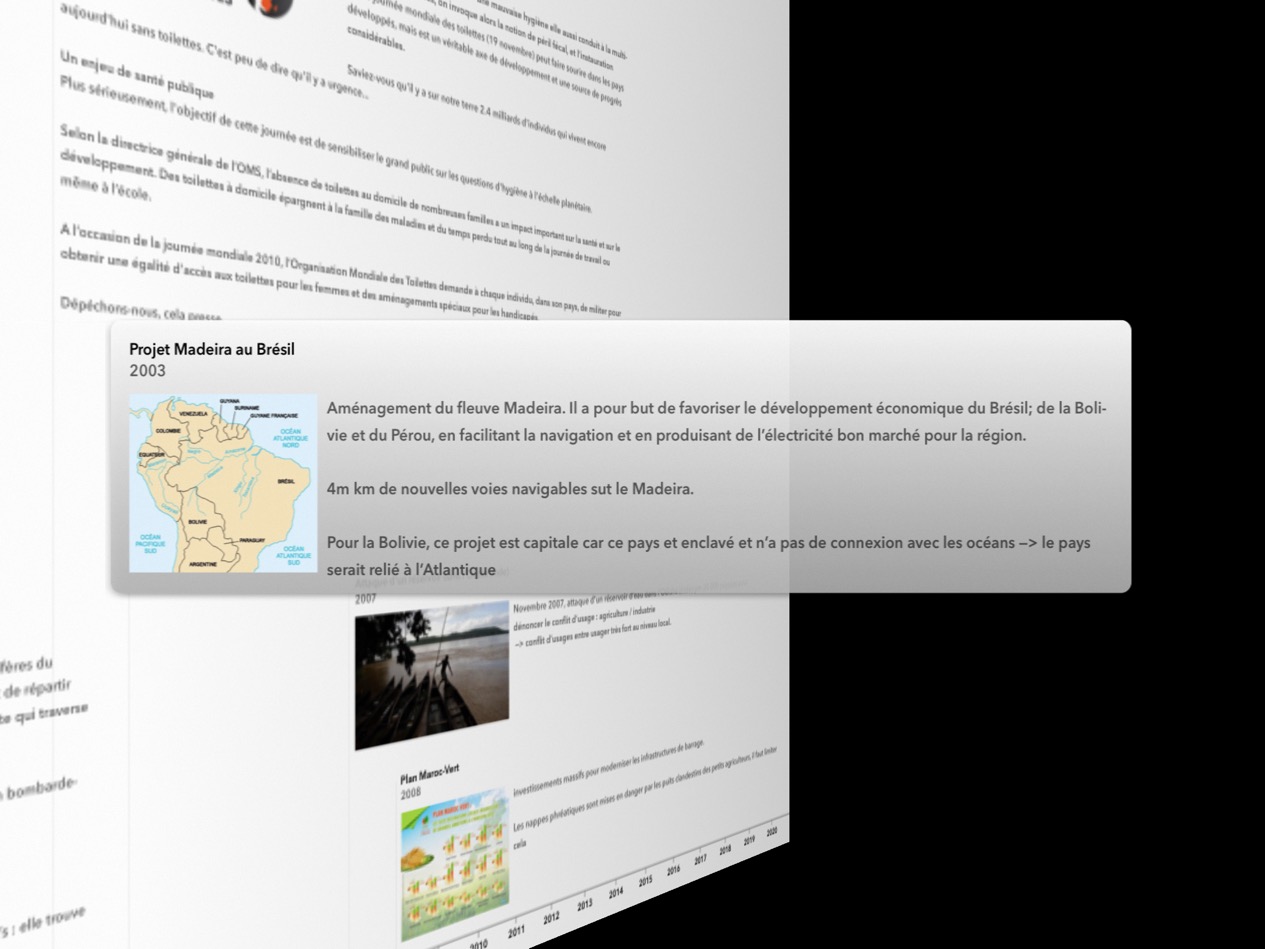 une mauvaise hygiène elle aussi conduit à la multi-
on invoque alors la notion de péril fécal, et l'instauration
journée mondiale des toilettes (19 novembre) peut faire sourire dans les pays
développés, mais est un véritable axe de développement et une source de progrès
considérables.
Saviez-vous qu'il y a sur notre terre 2.4 milliards d'individus qui vivent encore
aujourd'hui sans toilettes. C'est peu de dire qu'il y a urgence...
Un enjeu de santé publique
Plus sérieusement, l'objectif de cette journée est de sensibiliser le grand public sur les questions d'hygiène à l'échelle planétaire.
Selon la directrice générale de l'OMS, l'absence de toilettes au domicile de nombreuses familles a un impact important sur la santé et sur le
développement. Des toilettes à domicile épargnent à la famille des maladies et du temps perdu tout au long de la journée de travail ou
même à l'école.
A l'occasion de la journée mondiale 2010, l'Organisation Mondiale des Toilettes demande à chaque individu, dans son pays, de militer pour
obtenir une égalité d'accès aux toilettes pour les femmes et des aménagements spéciaux pour les handicapés.
Dépéchons-nous, cela presse
Projet Madeira au Brésil
2003
GUYANA
SURINAME
VENEZUELA
GUYANE FRANÇAISE
COLOMBIE
OCÉAN
ATLANTIQUE
NORD
EQUATEUR
BRÉSIL
BOLIVIE
OCÉAN
PACIFIQUE
SUD
PARAGUAY
OCÉAN
ATLANTIQUE
SUD
ARGENTINE
Aménagement du fleuve Madeira. Il a pour but de favoriser le développement économique du Brésil; de la Boli-
vie et du Pérou, en facilitant la navigation et en produisant de l'électricité bon marché pour la région.
4m km de nouvelles voies navigables sut le Madeira.
Pour la Bolivie, ce projet est capitale car ce pays et enclavé et n'a pas de connexion avec les océans –> le pays
serait relié à l'Atlantique
2007
Novembre 2007, attaque d'un réservoir d'eau
dénoncer le conflit d'usage : agriculture / industrie
–> conflit d'usages entre usager très fort au niveau local.
fères du
de répartir
te qui traverse
bombarde-
's : elle trouve
Plan Maroc-Vert
2008
PLAN MAROC VERT
investissements massifs pour moderniser les infrastructures de barrage.
Les nappes phréatiques sont mises en danger par les puits clandestins des petits agriculteurs, il faut limiter
cela
2010 2011 2012 2013 2014 2015 2016 2017 2018 2019 2020